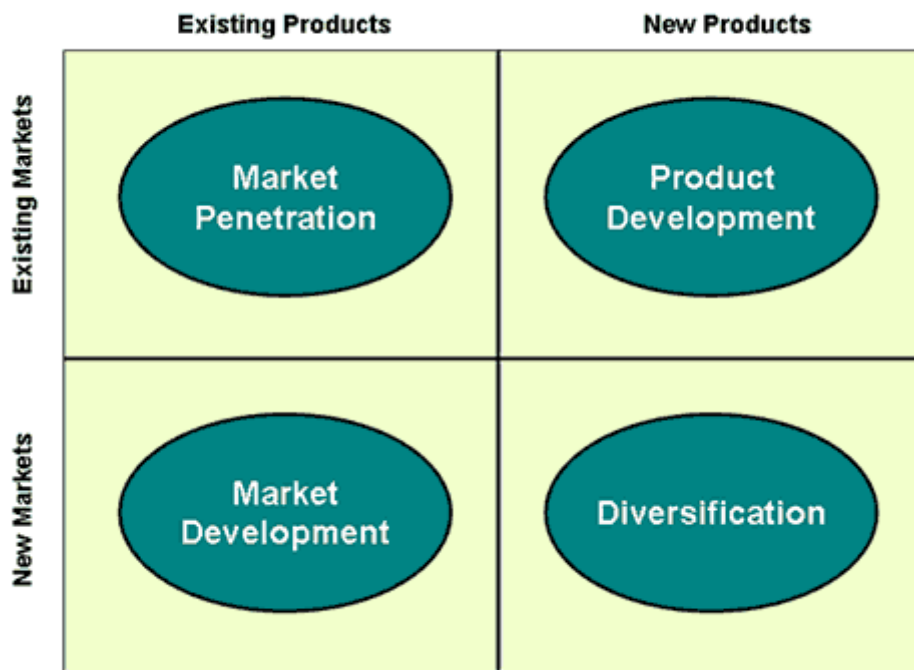 Existing Products
New Products
Existing Markets
Market
Penetration
Product
Development
New Markets
Market
Development
Diversification